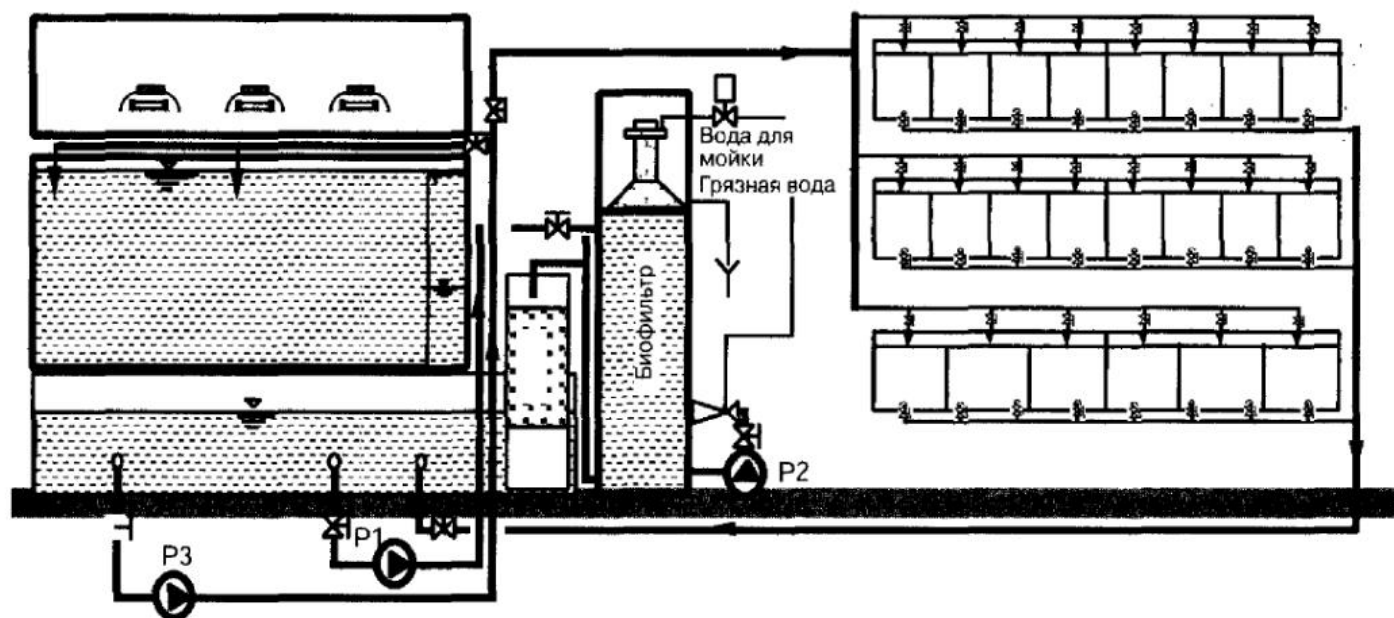 Вода для
мойки
Грязная вода
Биофильтр
P2
P1
P3